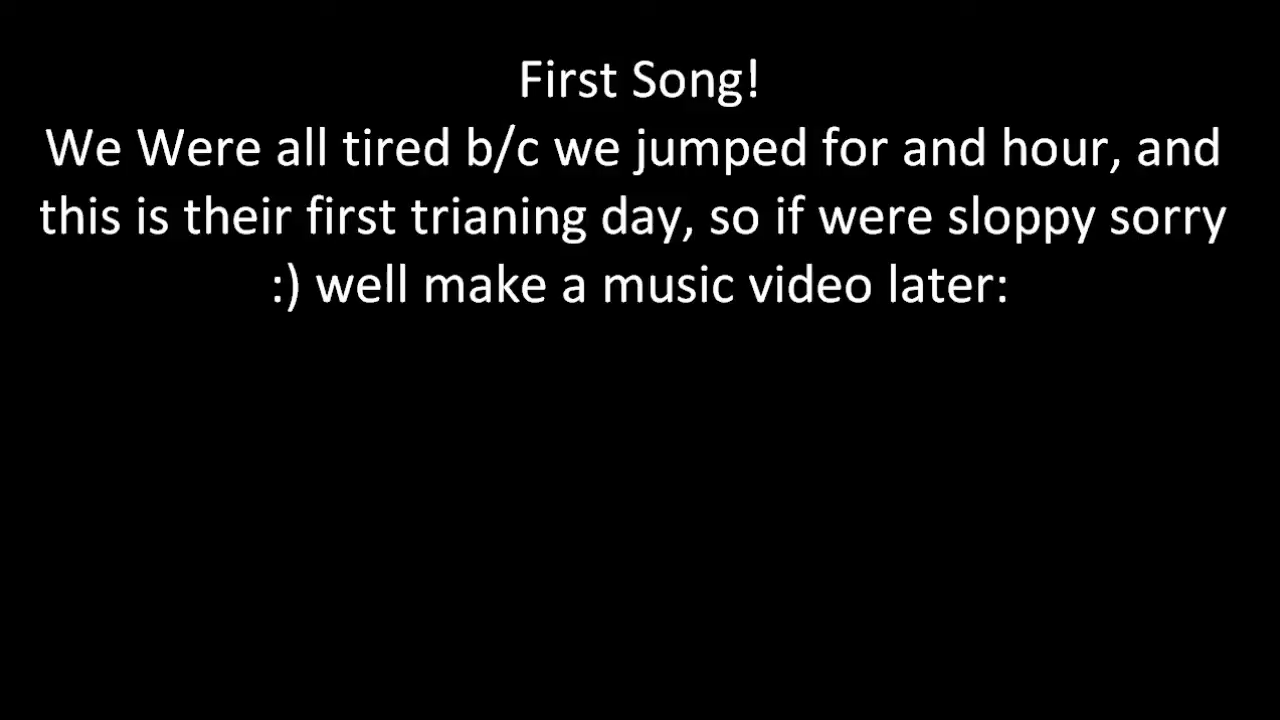 First Song!
We Were all tired b/c we jumped for and hour, and
this is their first trianing day, so if were sloppy sorry
:) well make a music video later: